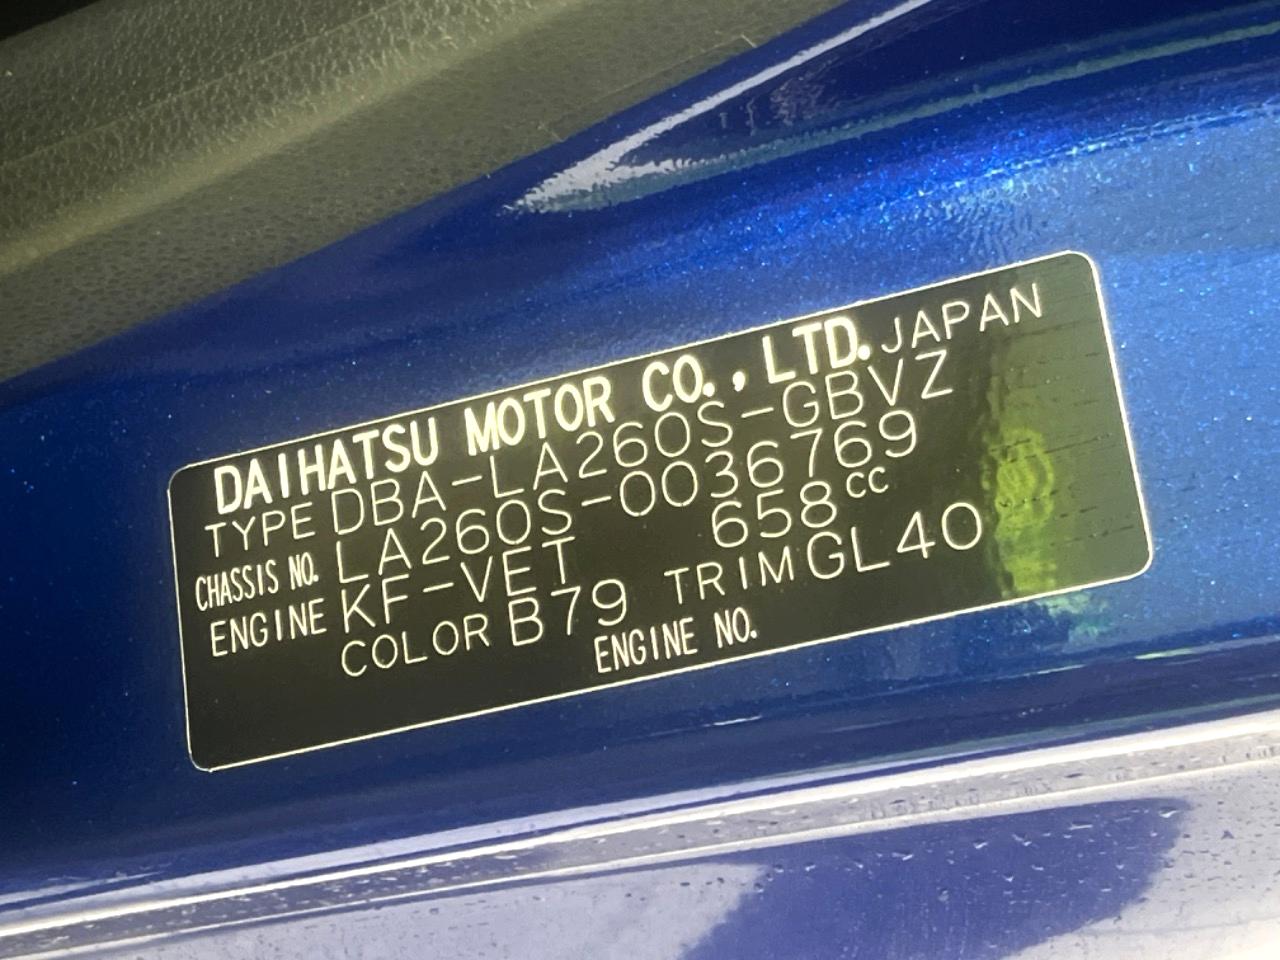 DAIHATSU MOTOR CO., LTD. JAPAN
TYPE DBA-LA260S-GBVZ
CHASSIS NO. LA260S-0036769
ENGINE KF-VET 658cc
COLOR B79 TRIM GL40
ENGINE NO.